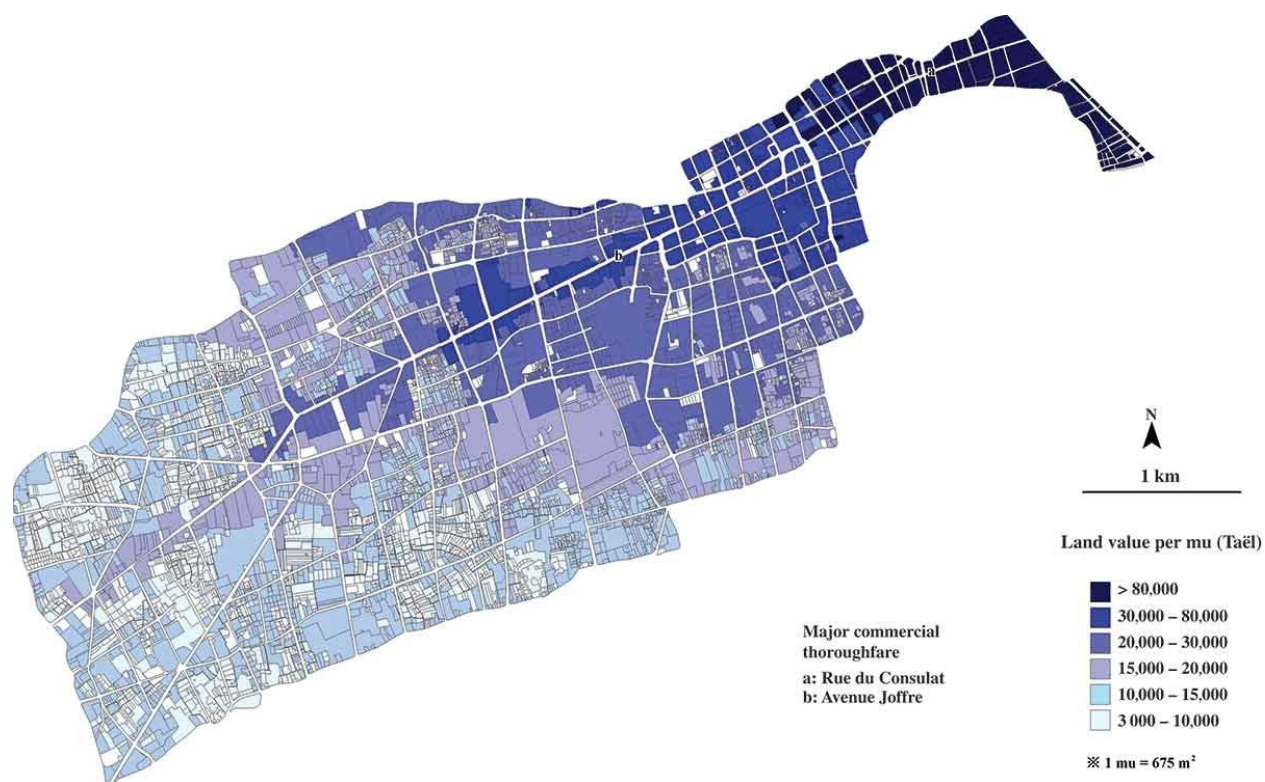 a
b
N
1 km
Land value per mu (Taël)
> 80,000
30,000 – 80,000
20,000 – 30,000
15,000 – 20,000
10,000 – 15,000
3 000 – 10,000
Major commercial
thoroughfare
a: Rue du Consulat
b: Avenue Joffre
※ 1 mu = 675 m²